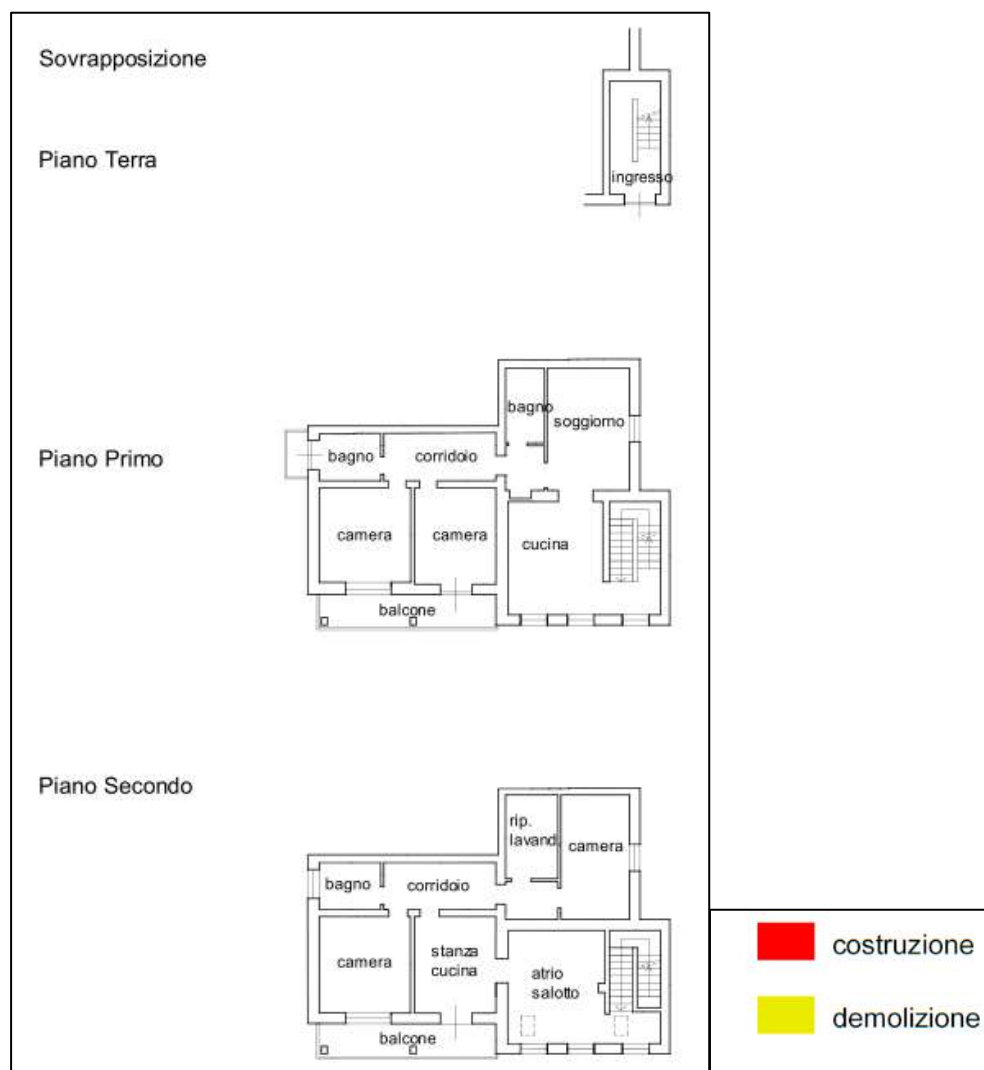 Sovrapposizione
Piano Terra
ingresso
Piano Primo
bagno
soggiorno
bagno
corridoio
camera
camera
cucina
balcone
Piano Secondo
rip.
lavand.
camera
bagno
corridoio
camera
stanza
cucina
atrio
salotto
balcone
costruzione
demolizione